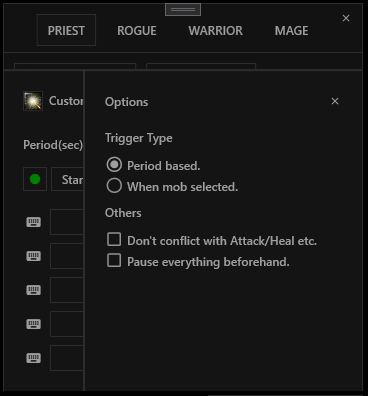 PRIEST ROGUE WARRIOR MAGE
Custom
Options
Period(sec)
Trigger Type
Period based.
When mob selected.
Star
Others
Don't conflict with Attack/Heal etc.
Pause everything beforehand.